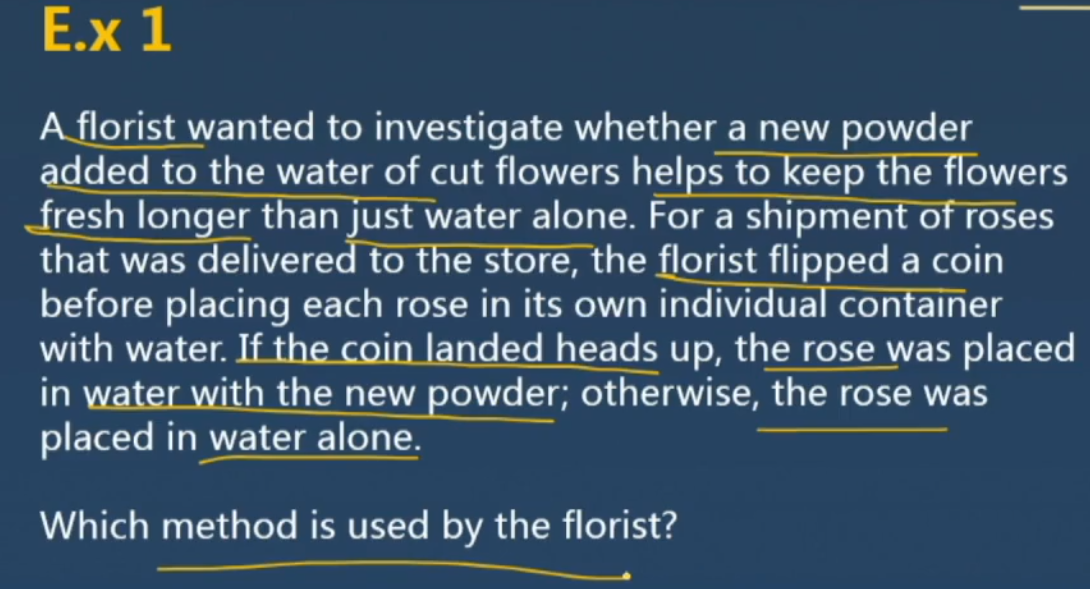 E.x 1
A florist wanted to investigate whether a new powder
added to the water of cut flowers helps to keep the flowers
fresh longer than just water alone. For a shipment of roses
that was delivered to the store, the florist flipped a coin
before placing each rose in its own individual container
with water. If the coin landed heads up, the rose was placed
in water with the new powder; otherwise, the rose was
placed in water alone.
Which method is used by the florist?